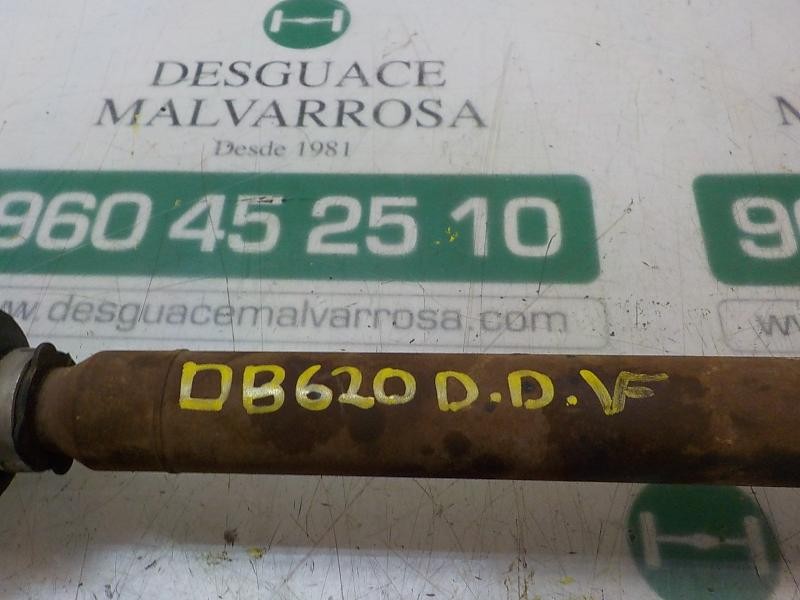 DESGUACE
MALVARROSA
Desde 1981
960 45 25 10
www.desguacemalvarrosa.com
DB620 D.D.VF